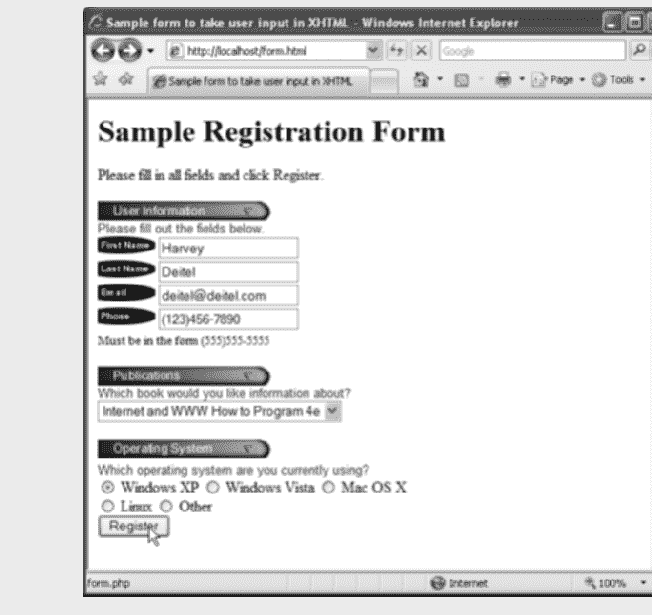 Sample form to take user input in XHTML - Windows Internet Explorer
http://localhost/form.html
Google
Sample form to take user input in XHTML
Page
Tools
Sample Registration Form
Please fill in all fields and click Register.
User Information
Please fill out the fields below.
First Name Harvey
Last Name Deitel
Email deitel@deitel.com
Phone (123)456-7890
Must be in the form (555)555-5555
Publications
Which book would you like information about?
Internet and WWW How to Program 4e
Operating System
Which operating system are you currently using?
Windows XP Windows Vista Mac OS X
Linux Other
Register
form.php Internet 100%